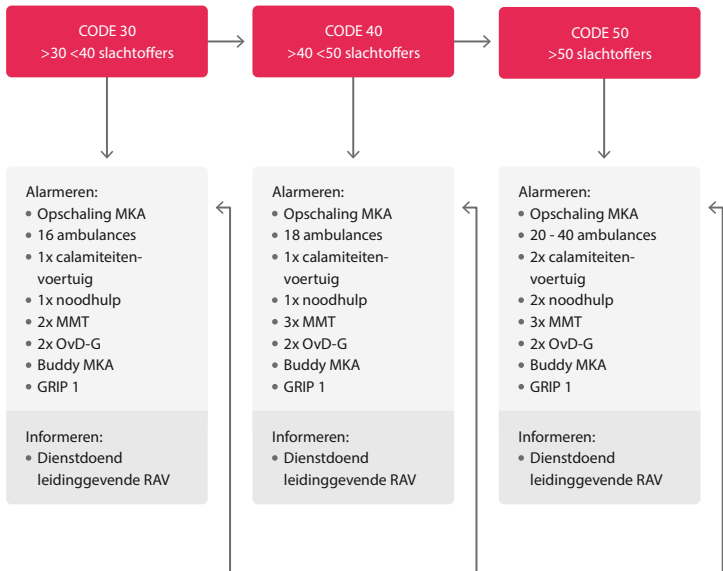 CODE 30
>30 <40 slachtoffers
Alarmeren:
• Opschaling MKA
• 16 ambulances
• 1x calamiteiten-
voertuig
• 1x noodhulp
• 2x MMT
• 2x OvD-G
• Buddy MKA
• GRIP 1
Informeren:
• Dienstdoend
leidinggevende RAV
CODE 40
>40 <50 slachtoffers
Alarmeren:
• Opschaling MKA
• 18 ambulances
• 1x calamiteiten-
voertuig
• 1x noodhulp
• 3x MMT
• 2x OvD-G
• Buddy MKA
• GRIP 1
Informeren:
• Dienstdoend
leidinggevende RAV
CODE 50
>50 slachtoffers
Alarmeren:
• Opschaling MKA
• 20 - 40 ambulances
• 2x calamiteiten-
voertuig
• 2x noodhulp
• 3x MMT
• 2x OvD-G
• Buddy MKA
• GRIP 1
Informeren:
• Dienstdoend
leidinggevende RAV